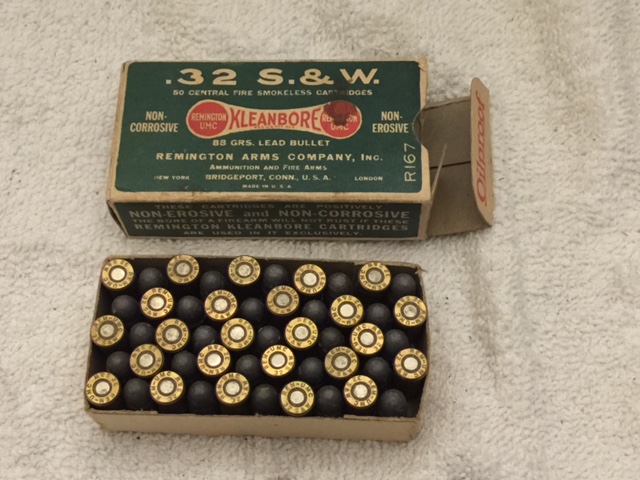 .32 S.&W.
50 CENTRAL FIRE SMOKELESS CARTRIDGES
NON-CORROSIVE
REMINGTON UMC
KLEANBORE
REMINGTON UMC
NON-EROSIVE
88 GRS. LEAD BULLET
REMINGTON ARMS COMPANY, INC.
AMMUNITION AND FIRE ARMS
NEW YORK BRIDGEPORT, CONN., U.S.A. LONDON
MADE IN U.S.A.
R167
Oilproof
THESE CARTRIDGES ARE POSITIVELY
NON-EROSIVE and NON-CORROSIVE
THE BORE OF A FIREARM WILL NOT RUST IF THESE
REMINGTON KLEANBORE CARTRIDGES
ARE USED IN IT EXCLUSIVELY.